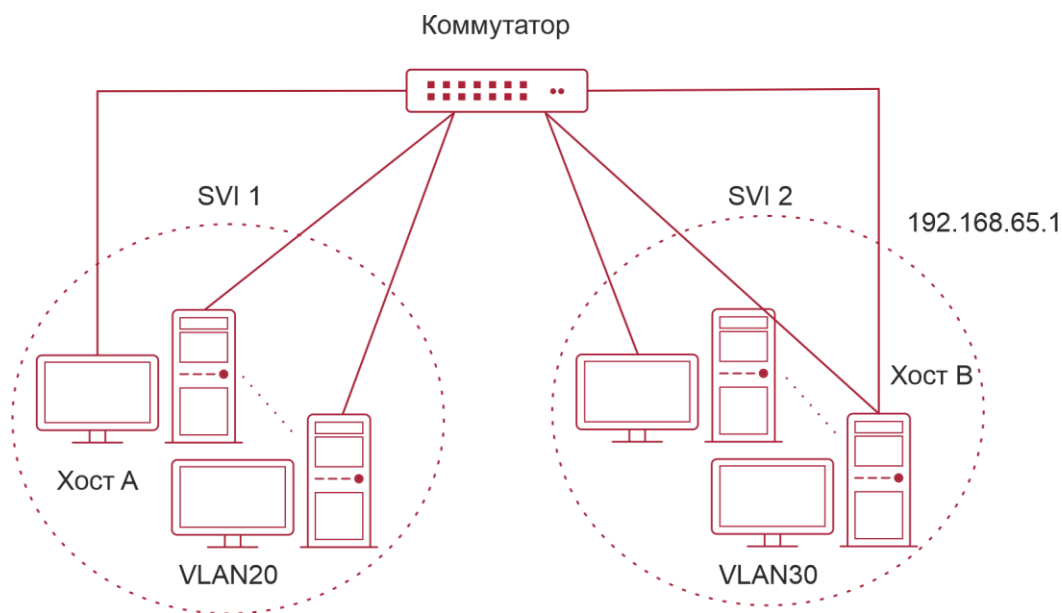 Коммутатор
SVI 1
SVI 2
192.168.65.1
Хост B
Хост A
VLAN20
VLAN30